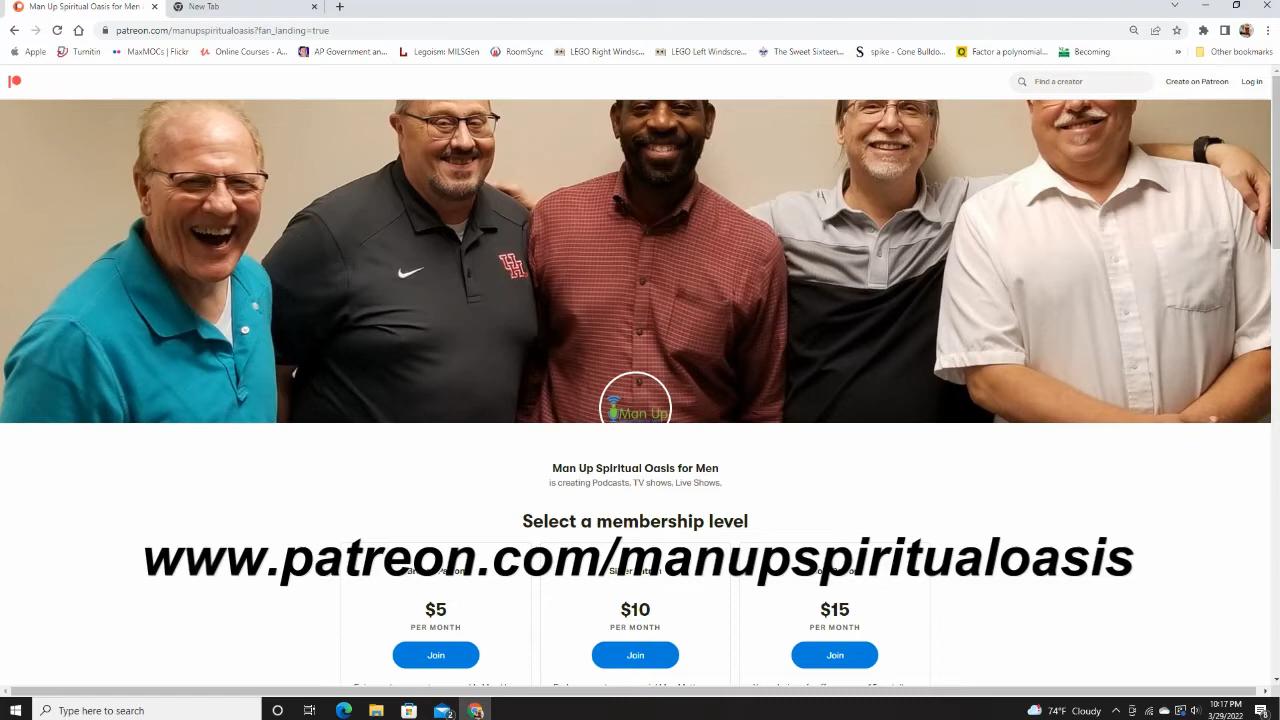 Man Up Spiritual Oasis for Men
New Tab
patreon.com/manupspiritualoasis?fan_landing=true
Apple
Turnitin
MaxMOCs | Flickr
Online Courses - A...
AP Government an...
Legoism: MILSGen
RoomSync
LEGO Right Windsc...
LEGO Left Windscre...
The Sweet Sixteen...
spike - Cone Bulldo...
Factor a polynomial...
Becoming
»
Other bookmarks
Find a creator
Create on Patreon
Log in
HH
Man Up
Man Up Spiritual Oasis for Men
is creating Podcasts, TV shows, Live Shows,
Select a membership level
www.patreon.com/manupspiritualoasis
$5
$10
$15
PER MONTH
PER MONTH
PER MONTH
Join
Join
Join
Type here to search
2
74°F Cloudy
10:17 PM
3/29/2022